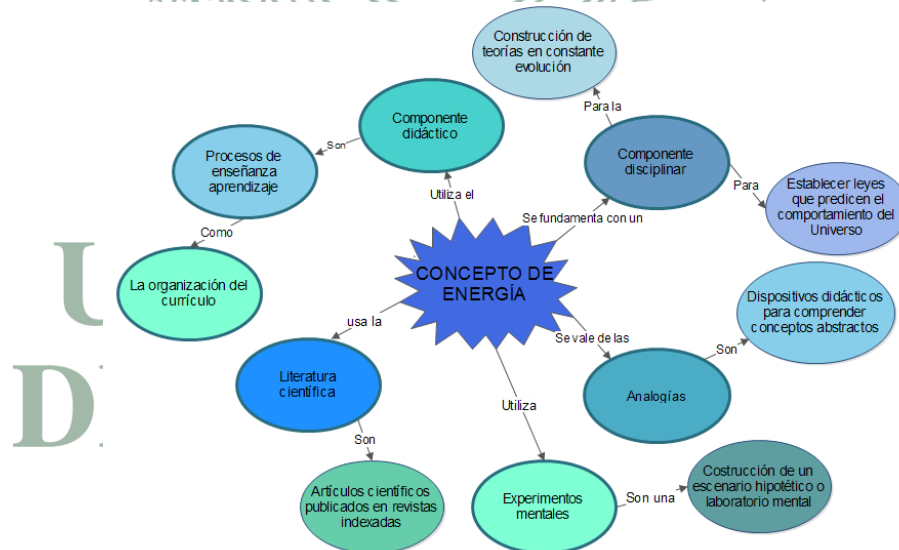 Construcción de
teorías en constante
evolución
Para la
Componente
didáctico
Son
Procesos de
enseñanza
aprendizaje
Componente
disciplinar
Para
Establecer leyes
que predicen el
comportamiento del
Universo
Utiliza el
Se fundamenta con un
Como
La organización del
currículo
CONCEPTO DE
ENERGÍA
Dispositivos didácticos
para comprender
conceptos abstractos
usa la
Se vale de las
Son
Literatura
científica
Analogías
Utiliza
Son
Artículos científicos
publicados en revistas
indexadas
Experimentos
mentales
Son una
Costrucción de un
escenario hipotético o
laboratorio mental